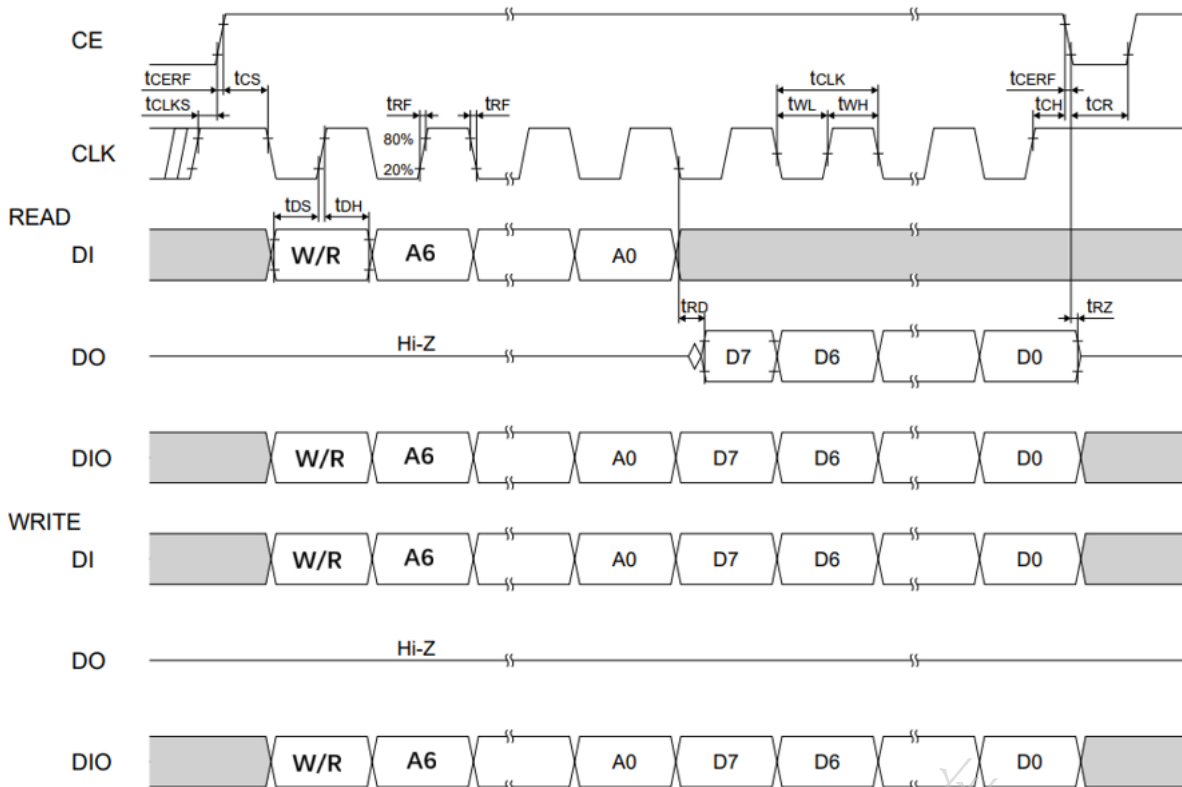 CE
tCERF tCS tCERF tCH tCR
tCLKS tRF tRF tCLK
tWL tWH
CLK 80%
20%
tDS tDH
READ
DI W/R A6 A0
tRD tRZ
Hi-Z
DO D7 D6 D0
DIO W/R A6 A0 D7 D6 D0
WRITE
DI W/R A6 A0 D7 D6 D0
Hi-Z
DO
DIO W/R A6 A0 D7 D6 D0